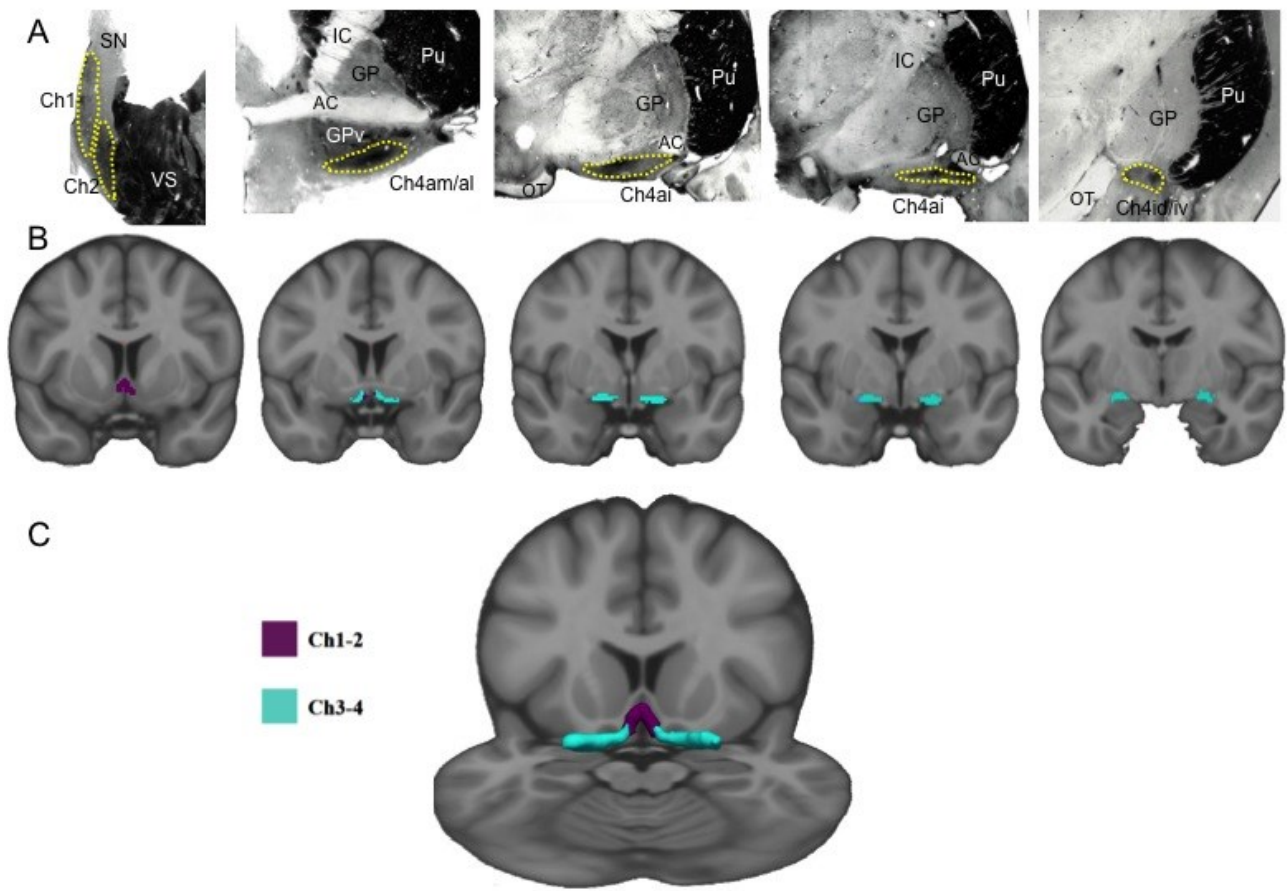 A
SN
Ch1
Ch2
VS
IC
Pu
GP
AC
GPv
Ch4am/al
Pu
GP
AC
OT
Ch4ai
IC
Pu
GP
AC
Ch4ai
Pu
GP
OT
Ch4id/iv
B
C
Ch1-2
Ch3-4